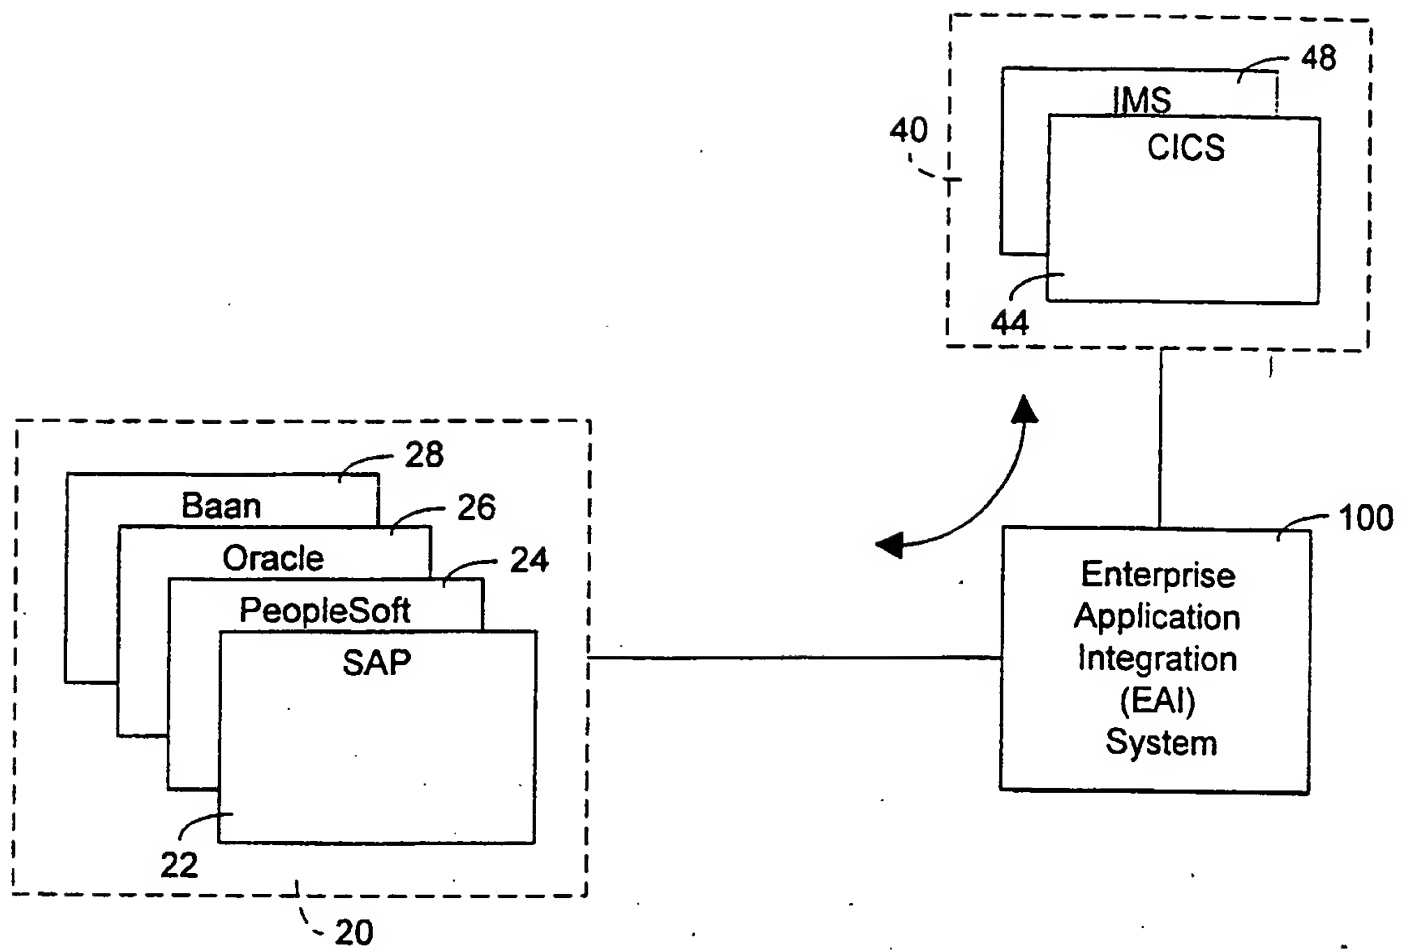 48
IMS
40
CICS
44
28
Baan
26
Oracle
24
PeopleSoft
SAP
22
20
100
Enterprise
Application
Integration
(EAI)
System